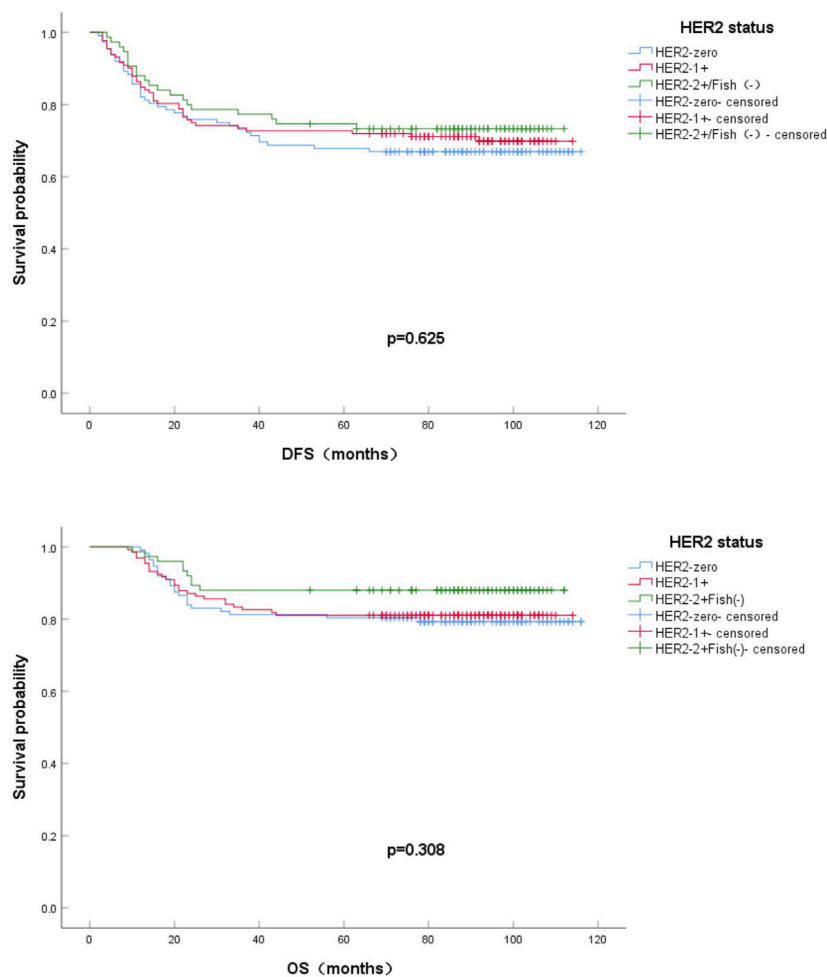 HER2 status
HER2-zero
HER2-1+
HER2-2+/Fish（-）
HER2-zero- censored
HER2-1+- censored
HER2-2+/Fish（-）- censored
Survival probability
1.0
0.8
0.6
0.4
0.2
0.0
p=0.625
0 20 40 60 80 100 120
DFS（months）
HER2 status
HER2-zero
HER2-1+
HER2-2+Fish(-)
HER2-zero- censored
HER2-1+- censored
HER2-2+Fish(-)- censored
Survival probability
1.0
0.8
0.6
0.4
0.2
0.0
p=0.308
0 20 40 60 80 100 120
OS（months）